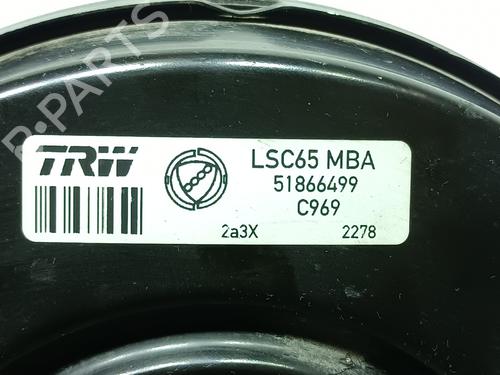 B-PARTS
TRW
LSC65 MBA
51866499
C969
2a3X 2278